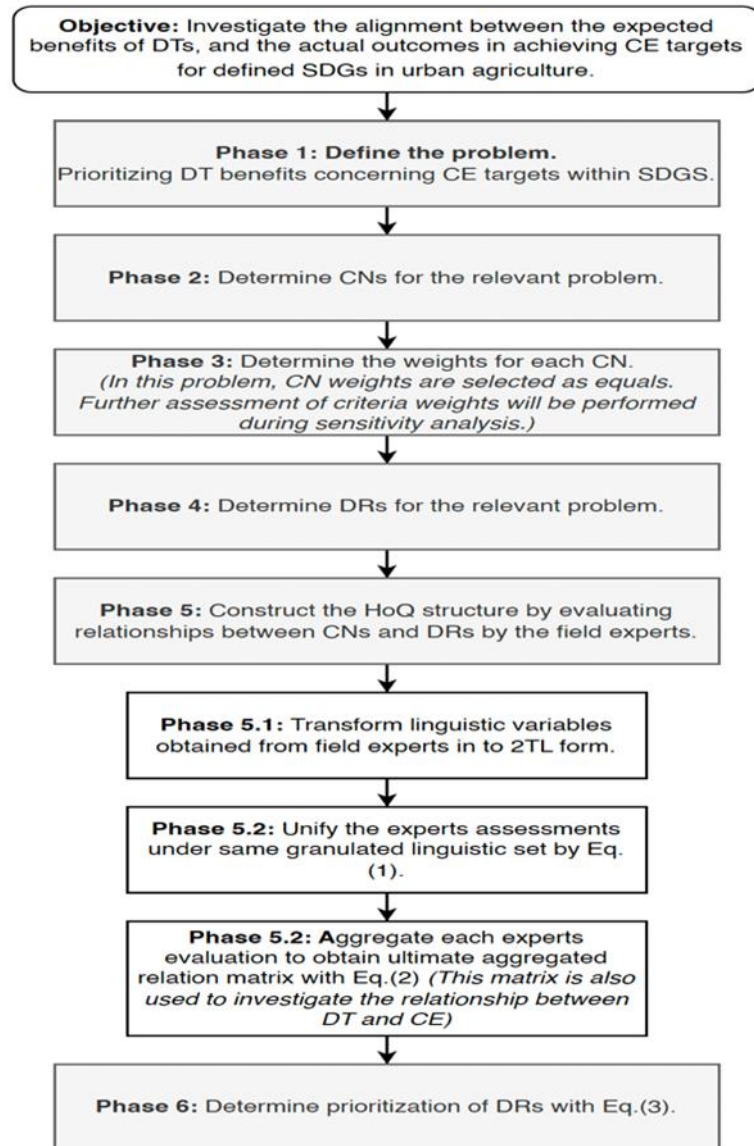 Objective: Investigate the alignment between the expected
benefits of DTs, and the actual outcomes in achieving CE targets
for defined SDGs in urban agriculture.
Phase 1: Define the problem.
Prioritizing DT benefits concerning CE targets within SDGS.
Phase 2: Determine CNs for the relevant problem.
Phase 3: Determine the weights for each CN.
(In this problem, CN weights are selected as equals.
Further assessment of criteria weights will be performed
during sensitivity analysis.)
Phase 4: Determine DRs for the relevant problem.
Phase 5: Construct the HoQ structure by evaluating
relationships between CNs and DRs by the field experts.
Phase 5.1: Transform linguistic variables
obtained from field experts in to 2TL form.
Phase 5.2: Unify the experts assessments
under same granulated linguistic set by Eq.
(1).
Phase 5.2: Aggregate each experts
evaluation to obtain ultimate aggregated
relation matrix with Eq.(2) (This matrix is also
used to investigate the relationship between
DT and CE)
Phase 6: Determine prioritization of DRs with Eq.(3).